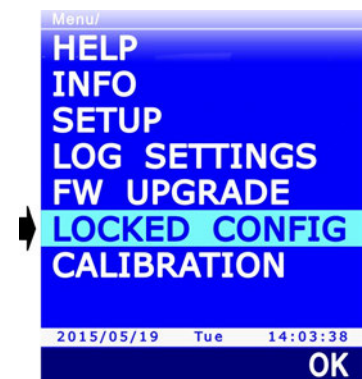 Menu/
HELP
INFO
SETUP
LOG SETTINGS
FW UPGRADE
LOCKED CONFIG
CALIBRATION
2015/05/19 Tue 14:03:38
OK